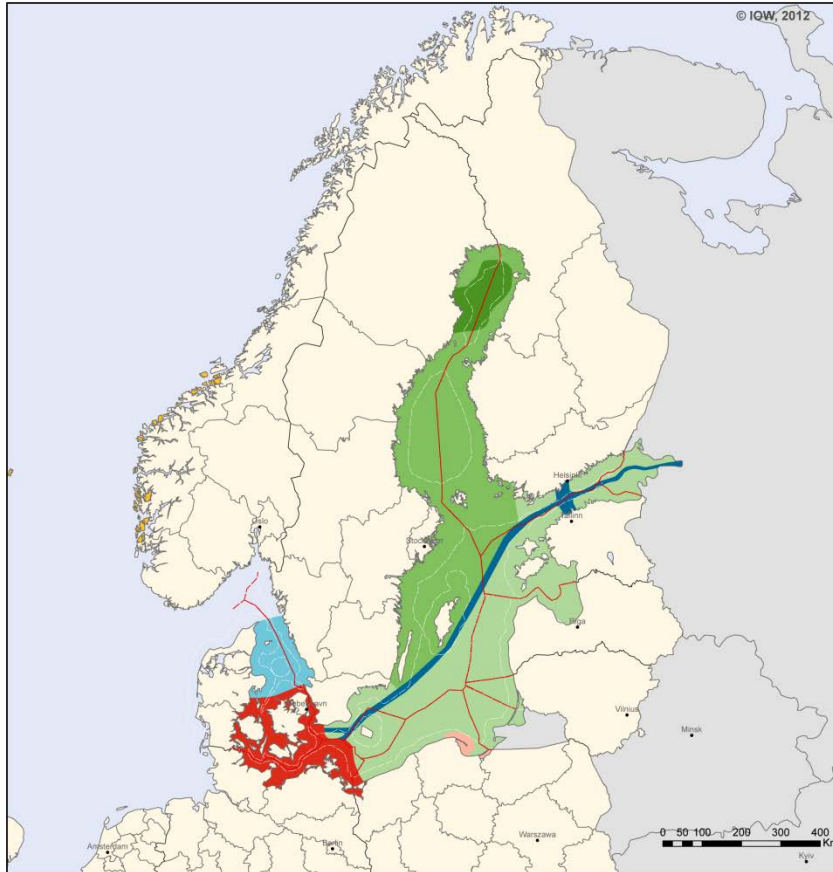 © IOW, 2012
Helsinki
Tallinn
Oslo
Stockholm
Riga
København
Vilnius
Minsk
Amsterdam
Berlin
Warszawa
0 50 100 200 300 400 Km
Kyiv